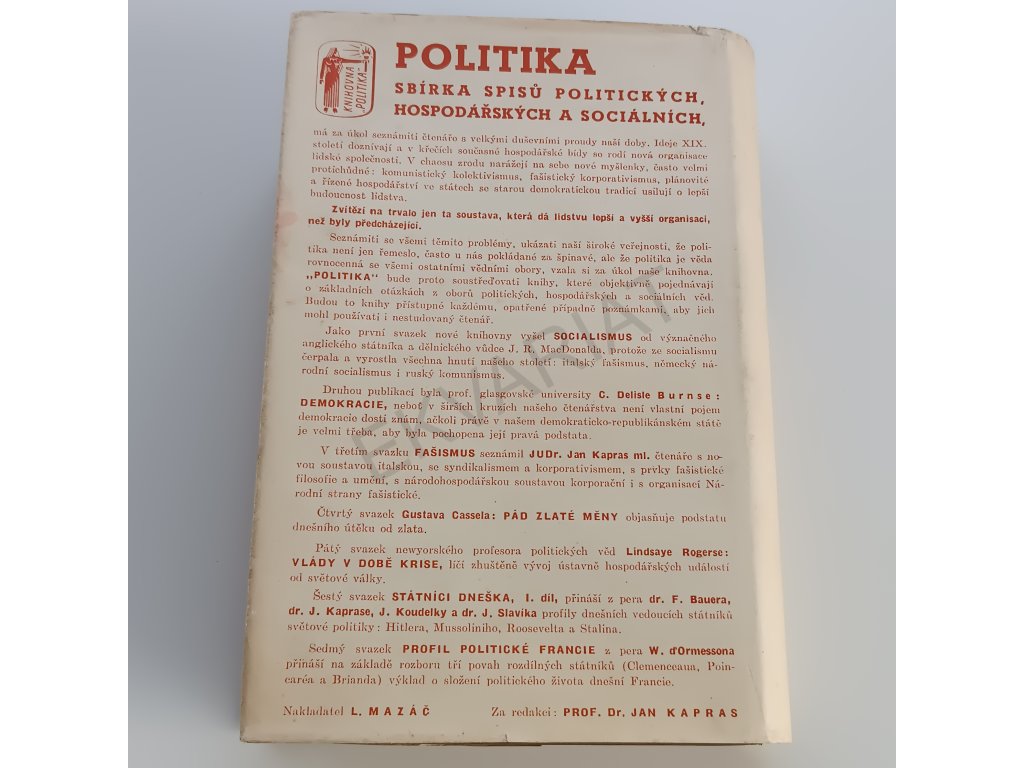 KNIHOVNA
„POLITIKA“
POLITIKA
SBÍRKA SPISŮ POLITICKÝCH,
HOSPODÁŘSKÝCH A SOCIÁLNÍCH,
má za úkol seznámiti čtenáře s velkými duševními proudy naší doby. Ideje XIX.
století doznívají a v křečích současné hospodářské bídy se rodí nová organisace
lidské společnosti. V chaosu zrodu narážejí na sebe nové myšlenky, často velmi
protichůdné: komunistický kolektivismus, fašistický korporativismus, plánovité
a řízené hospodářství ve státech se starou demokratickou tradicí usilují o lepší
budoucnost lidstva.
Zvítězí na trvalo jen ta soustava, která dá lidstvu lepší a vyšší organisaci,
než byly předcházející.
Seznámiti se všemi těmito problémy, ukázati naší široké veřejnosti, že poli-
tika není jen řemeslo, často u nás pokládané za špinavé, ale že politika je věda
rovnocenná se všemi ostatními vědními obory, vzala si za úkol naše knihovna.
„POLITIKA“ bude proto soustřeďovati knihy, které objektivně pojednávají
o základních otázkách z oborů politických, hospodářských a sociálních věd.
Budou to knihy přístupné každému, opatřené případně poznámkami, aby jich
mohl používati i nestudovaný čtenář.
Jako první svazek nové knihovny vyšel SOCIALISMUS od význačného
anglického státníka a dělnického vůdce J. R. MacDonalda, protože ze socialismu
čerpala a vyrostla všechna hnutí našeho století: italský fašismus, německý ná-
rodní socialismus i ruský komunismus.
Druhou publikací byla prof. glasgovské university C. Delisle Burnse:
DEMOKRACIE, neboť v širších kruzích našeho čtenářstva není vlastní pojem
demokracie dosti znám, ačkoli právě v našem demokraticko-republikánském státě
je velmi třeba, aby byla pochopena její pravá podstata.
V třetím svazku FAŠISMUS seznámil JUDr. Jan Kapras ml. čtenáře s no-
vou soustavou italskou, se syndikalismem a korporativismem, s prvky fašistické
filosofie a umění, s národohospodářskou soustavou korporační i s organisací Ná-
rodní strany fašistické.
Čtvrtý svazek Gustava Cassela: PÁD ZLATÉ MĚNY objasňuje podstatu
dnešního útěku od zlata.
Pátý svazek newyorského profesora politických věd Lindsaye Rogerse:
VLÁDY V DOBĚ KRISE, líčí zhuštěně vývoj ústavně hospodářských událostí
od světové války.
Šestý svazek STÁTNÍCI DNEŠKA, I. díl, přináší z pera dr. F. Bauera,
dr. J. Kaprase, J. Koudelky a dr. J. Slavíka profily dnešních vedoucích státníků
světové politiky: Hitlera, Mussoliniho, Roosevelta a Stalina.
Sedmý svazek PROFIL POLITICKÉ FRANCIE z pera W. d'Ormessona
přináší na základě rozboru tří povah rozdílných státníků (Clemenceaua, Poin-
caréa a Brianda) výklad o složení politického života dnešní Francie.
Nakladatel L. MAZÁČ Za redakci: PROF. Dr. JAN KAPRAS
EKVARIAT